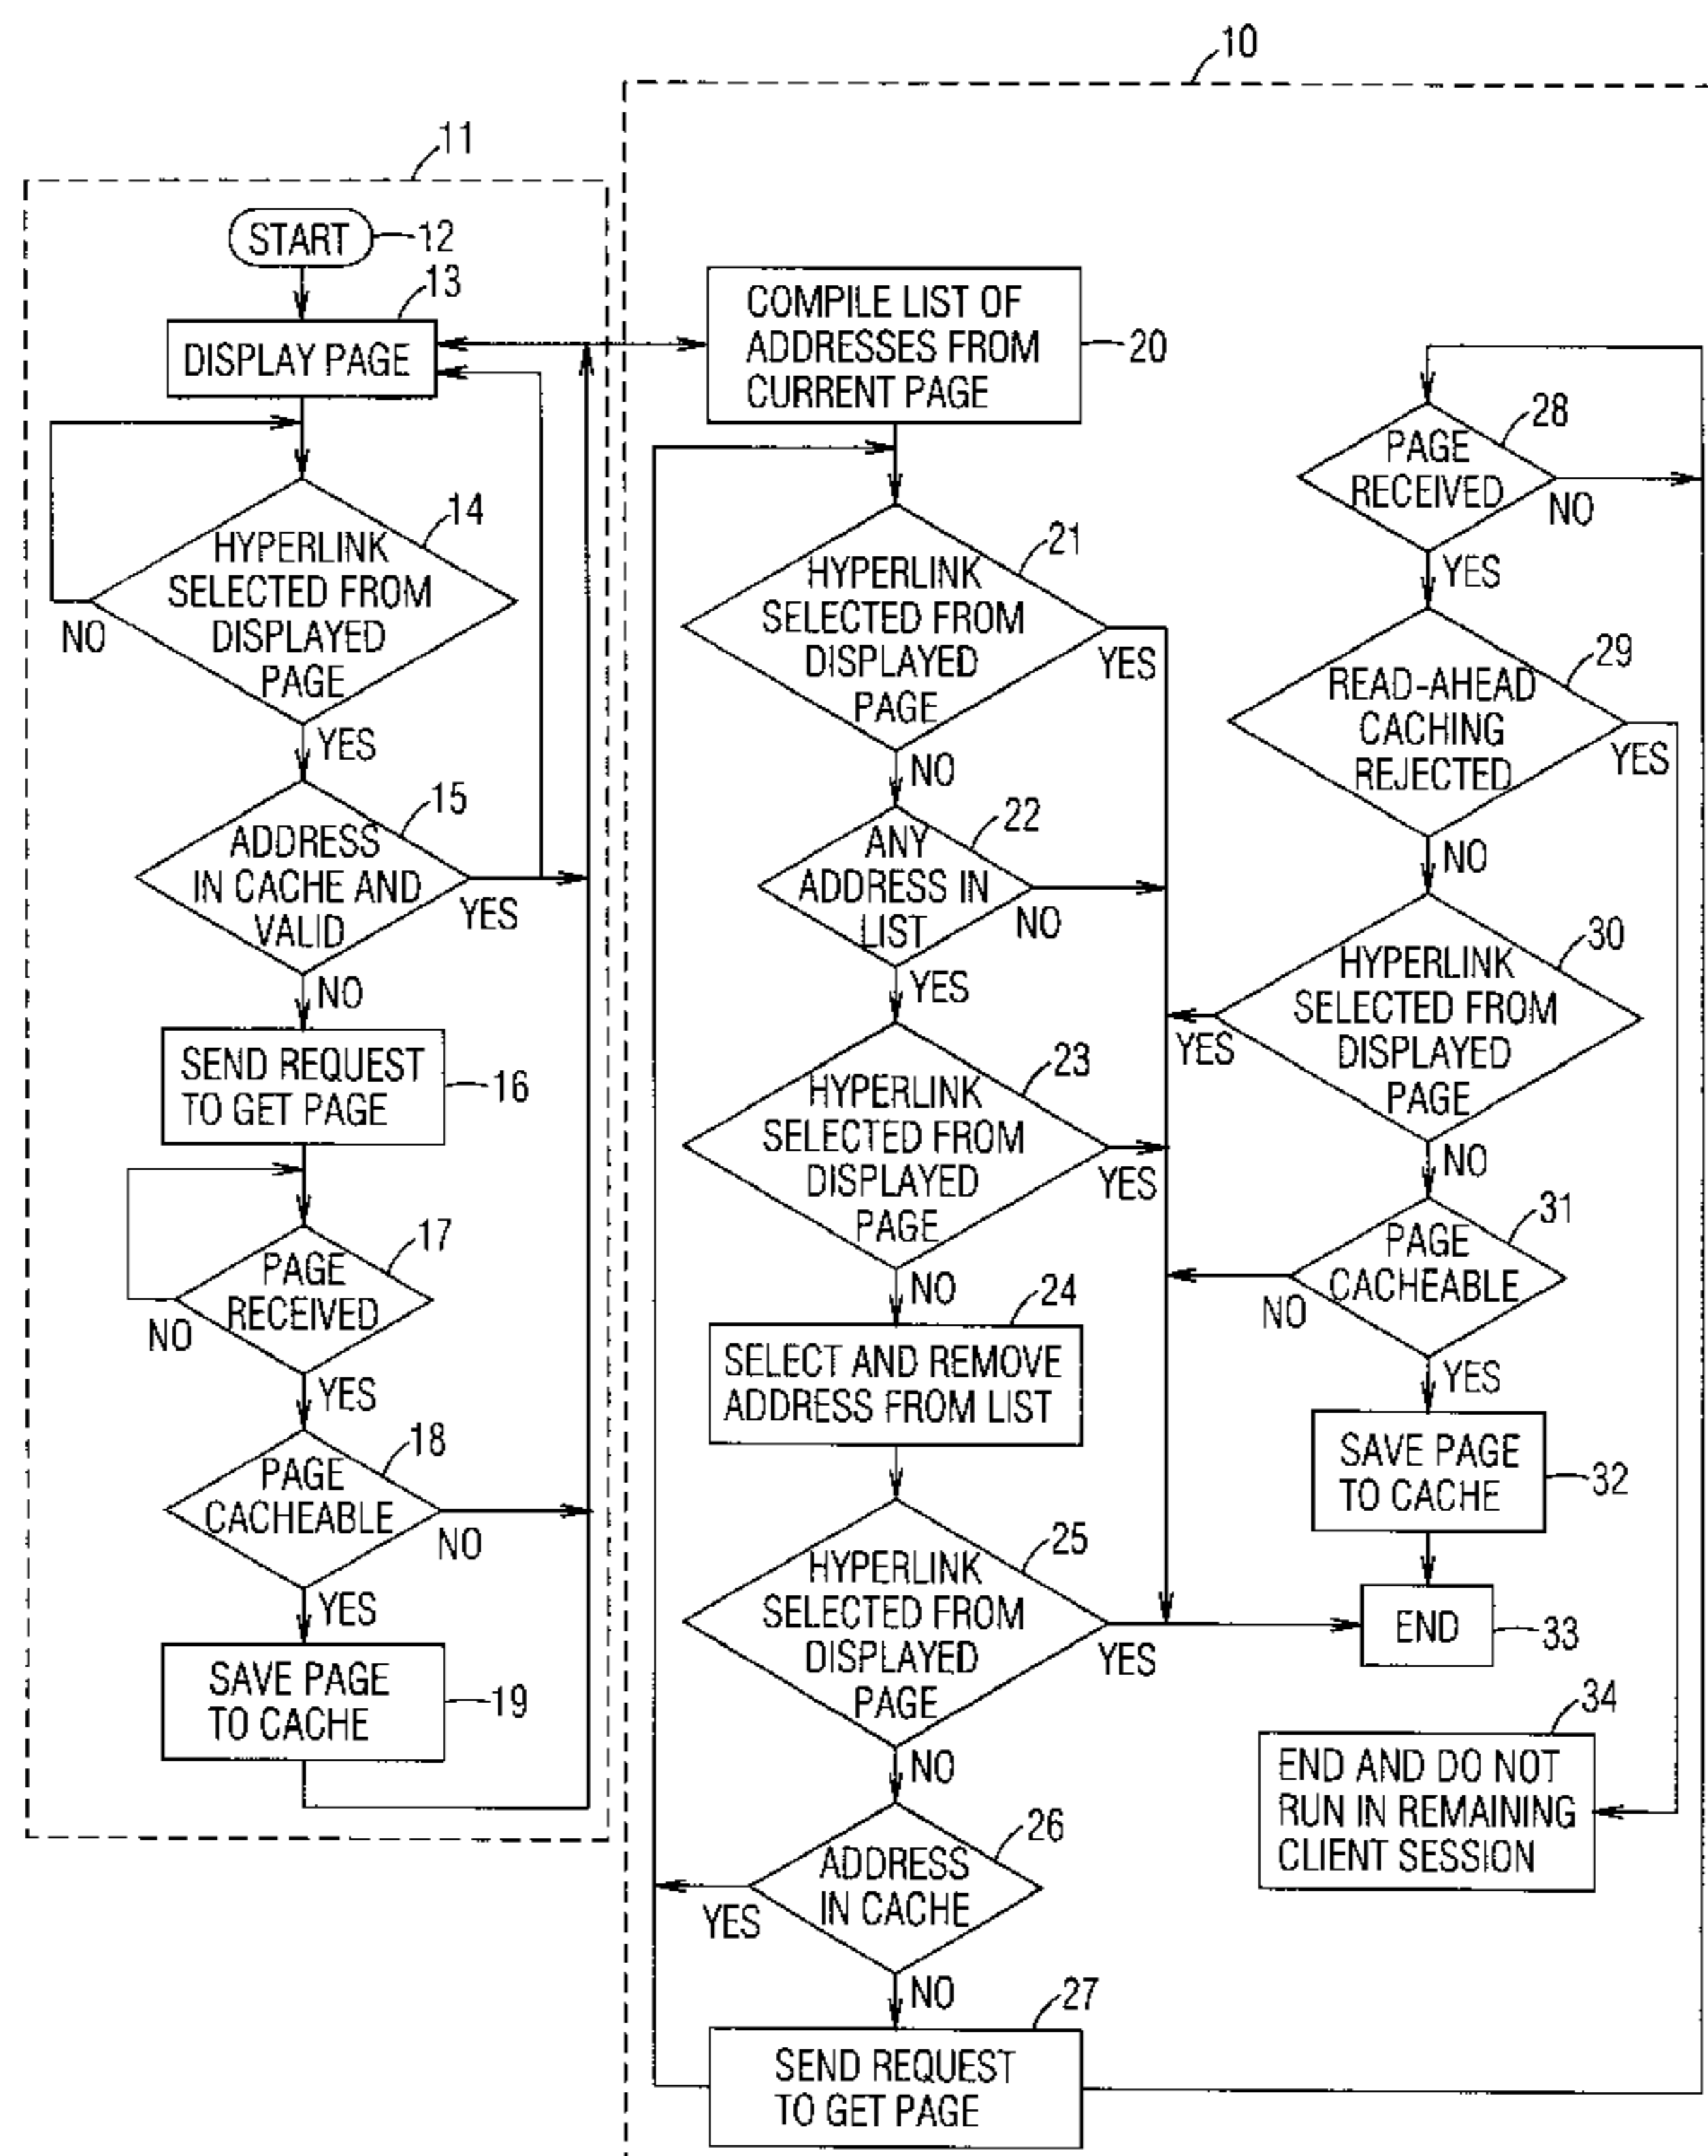 10
11
START
12
13
DISPLAY PAGE
14
HYPERLINK
SELECTED FROM
DISPLAYED
PAGE
NO
YES
15
ADDRESS
IN CACHE AND
VALID
YES
NO
SEND REQUEST
TO GET PAGE
16
17
PAGE
RECEIVED
NO
YES
18
PAGE
CACHEABLE
NO
YES
SAVE PAGE
TO CACHE
19
COMPILE LIST OF
ADDRESSES FROM
CURRENT PAGE
20
21
HYPERLINK
SELECTED FROM
DISPLAYED
PAGE
YES
NO
22
ANY
ADDRESS IN
LIST
NO
YES
23
HYPERLINK
SELECTED FROM
DISPLAYED
PAGE
YES
NO
24
SELECT AND REMOVE
ADDRESS FROM LIST
25
HYPERLINK
SELECTED FROM
DISPLAYED
PAGE
YES
NO
26
ADDRESS
IN CACHE
YES
NO
27
SEND REQUEST
TO GET PAGE
28
PAGE
RECEIVED
NO
YES
29
READ-AHEAD
CACHING
REJECTED
YES
NO
30
HYPERLINK
SELECTED FROM
DISPLAYED
PAGE
YES
NO
31
PAGE
CACHEABLE
NO
YES
SAVE PAGE
TO CACHE
32
END
33
34
END AND DO NOT
RUN IN REMAINING
CLIENT SESSION